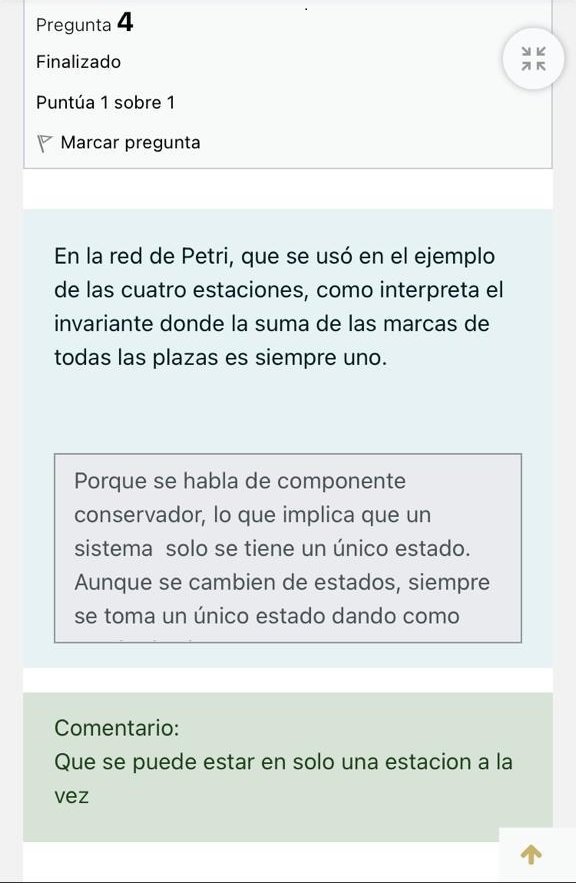 Pregunta 4
Finalizado
Puntúa 1 sobre 1
Marcar pregunta
En la red de Petri, que se usó en el ejemplo
de las cuatro estaciones, como interpreta el
invariante donde la suma de las marcas de
todas las plazas es siempre uno.
Porque se habla de componente
conservador, lo que implica que un
sistema  solo se tiene un único estado.
Aunque se cambien de estados, siempre
se toma un único estado dando como
Comentario:
Que se puede estar en solo una estacion a la
vez